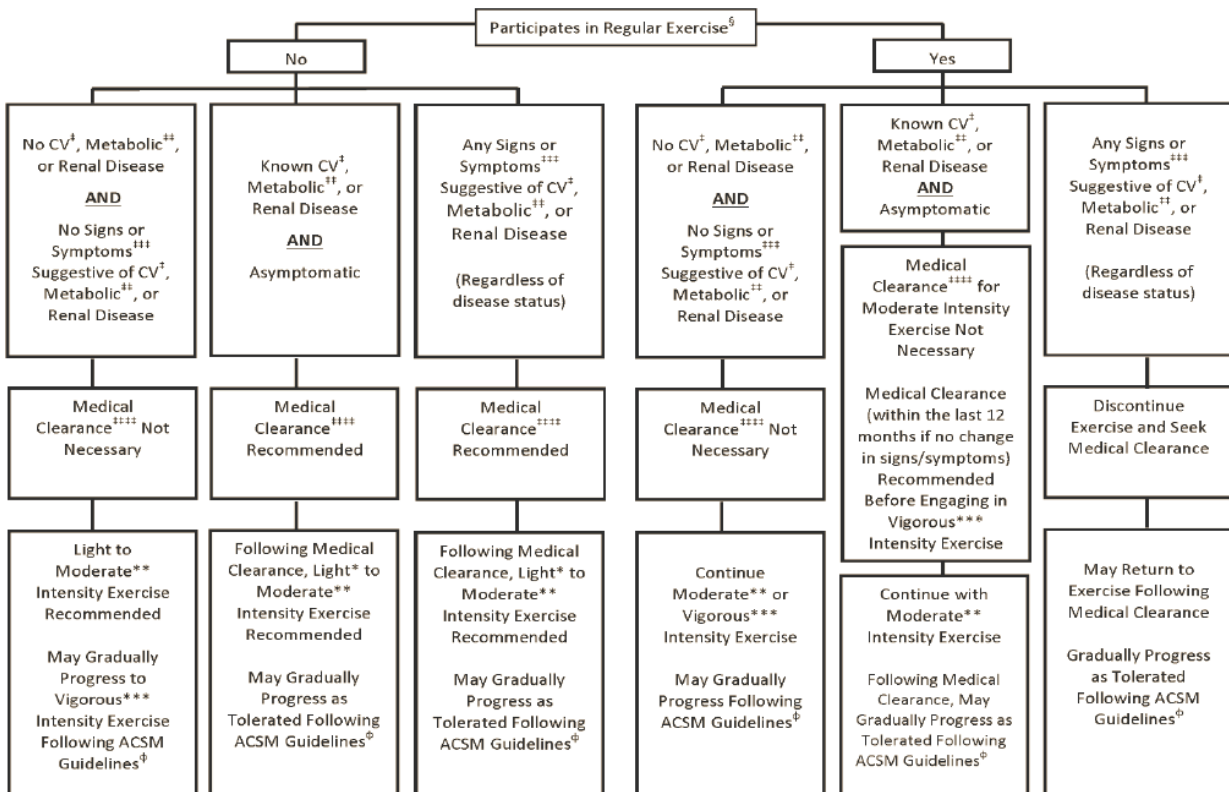 Participates in Regular Exercise§
No
Yes
No CV‡, Metabolic‡‡,
or Renal Disease
AND
No Signs or
Symptoms‡‡‡
Suggestive of CV‡,
Metabolic‡‡, or
Renal Disease
Known CV‡,
Metabolic‡‡, or
Renal Disease
AND
Asymptomatic
Any Signs or
Symptoms‡‡‡
Suggestive of CV‡,
Metabolic‡‡, or
Renal Disease
(Regardless of
disease status)
No CV‡, Metabolic‡‡,
or Renal Disease
AND
No Signs or
Symptoms‡‡‡
Suggestive of CV‡,
Metabolic‡‡, or
Renal Disease
Known CV‡,
Metabolic‡‡, or
Renal Disease
AND
Asymptomatic
Any Signs or
Symptoms‡‡‡
Suggestive of CV‡,
Metabolic‡‡, or
Renal Disease
(Regardless of
disease status)
Medical
Clearance‡‡‡‡ Not
Necessary
Medical
Clearance‡‡‡‡
Recommended
Medical
Clearance‡‡‡‡
Recommended
Medical
Clearance‡‡‡‡ Not
Necessary
Medical
Clearance‡‡‡‡ for
Moderate Intensity
Exercise Not
Necessary
Medical Clearance
(within the last 12
months if no change
in signs/symptoms)
Recommended
Before Engaging in
Vigorous***
Intensity Exercise
Discontinue
Exercise and Seek
Medical Clearance
Light to
Moderate**
Intensity Exercise
Recommended
May Gradually
Progress to
Vigorous***
Intensity Exercise
Following ACSM
Guidelinesϕ
Following Medical
Clearance, Light* to
Moderate**
Intensity Exercise
Recommended
May Gradually
Progress as
Tolerated Following
ACSM Guidelinesϕ
Following Medical
Clearance, Light* to
Moderate**
Intensity Exercise
Recommended
May Gradually
Progress as
Tolerated Following
ACSM Guidelinesϕ
Continue
Moderate** or
Vigorous***
Intensity Exercise
May Gradually
Progress Following
ACSM Guidelinesϕ
Continue with
Moderate**
Intensity Exercise
Following Medical
Clearance, May
Gradually Progress as
Tolerated Following
ACSM Guidelinesϕ
May Return to
Exercise Following
Medical Clearance
Gradually Progress
as Tolerated
Following ACSM
Guidelinesϕ